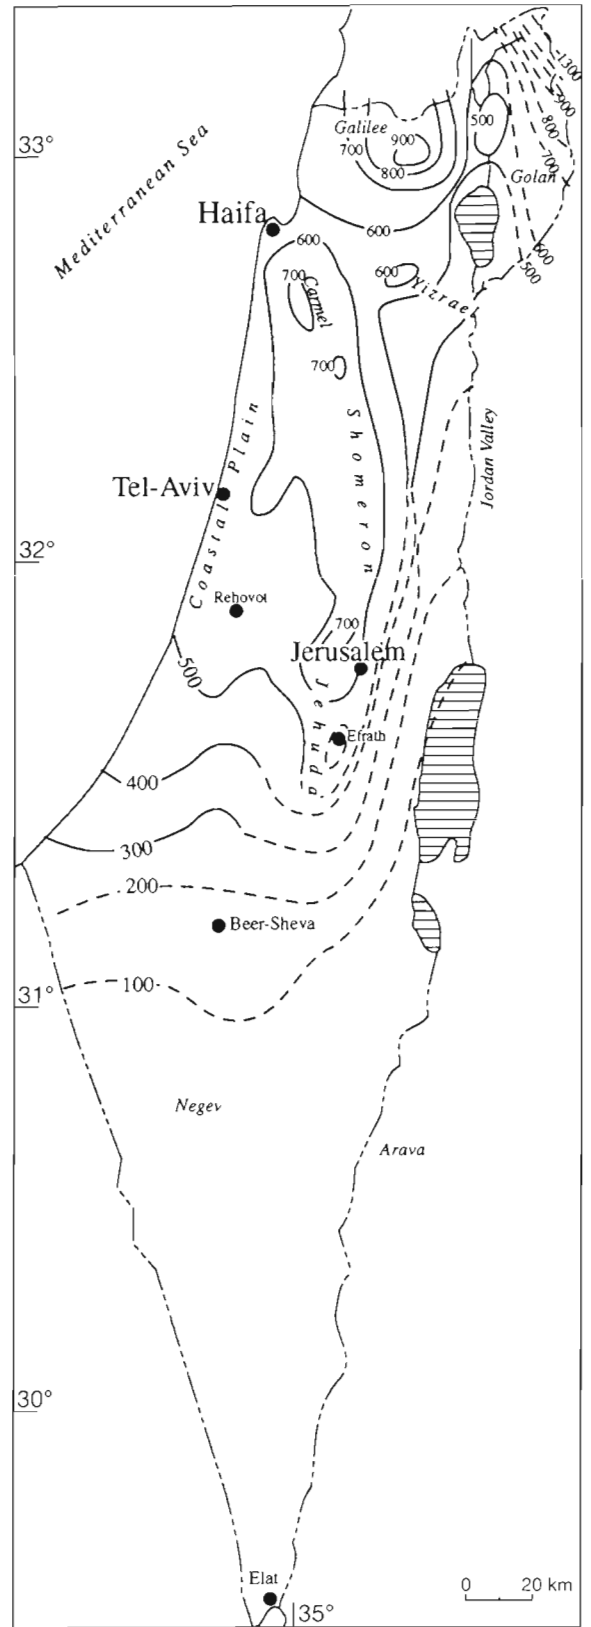 1300
900
800
700
Galilee
900
500
33°
700
800
Golan
Mediterranean Sea
Haifa
600
600
600
500
600
700
Carmel
Yizrael
700
Coastal Plain
Shomeron
Jordan Valley
Tel-Aviv
32°
Rehovot
700
Jerusalem
500
Jehuda
Efrath
400
300
200
Beer-Sheva
100
31°
Negev
Arava
30°
Elat
0 20 km
35°